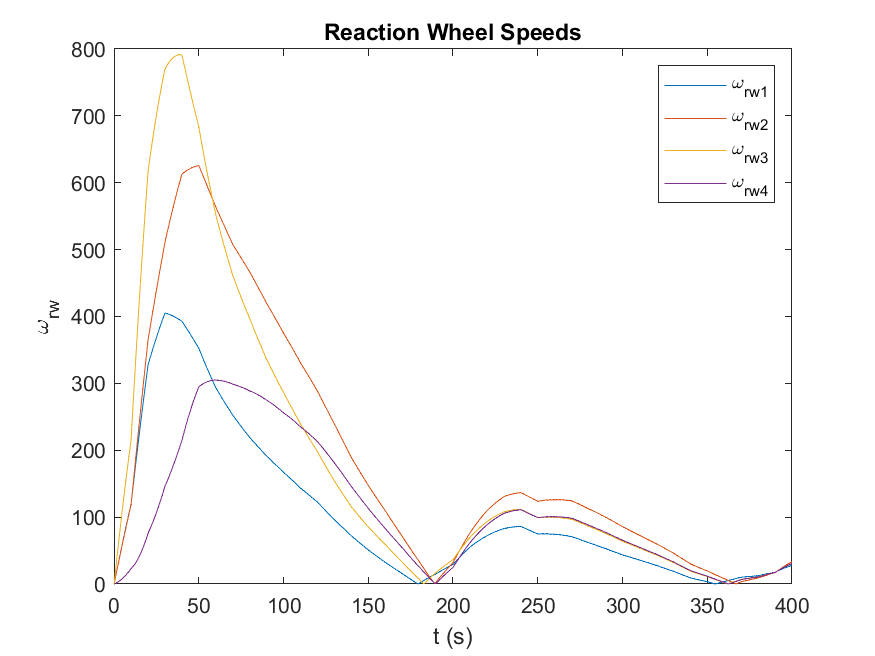 Reaction Wheel Speeds
800
700
600
500
400
300
200
100
0
ω_rw
ω_rw1
ω_rw2
ω_rw3
ω_rw4
0 50 100 150 200 250 300 350 400
t (s)